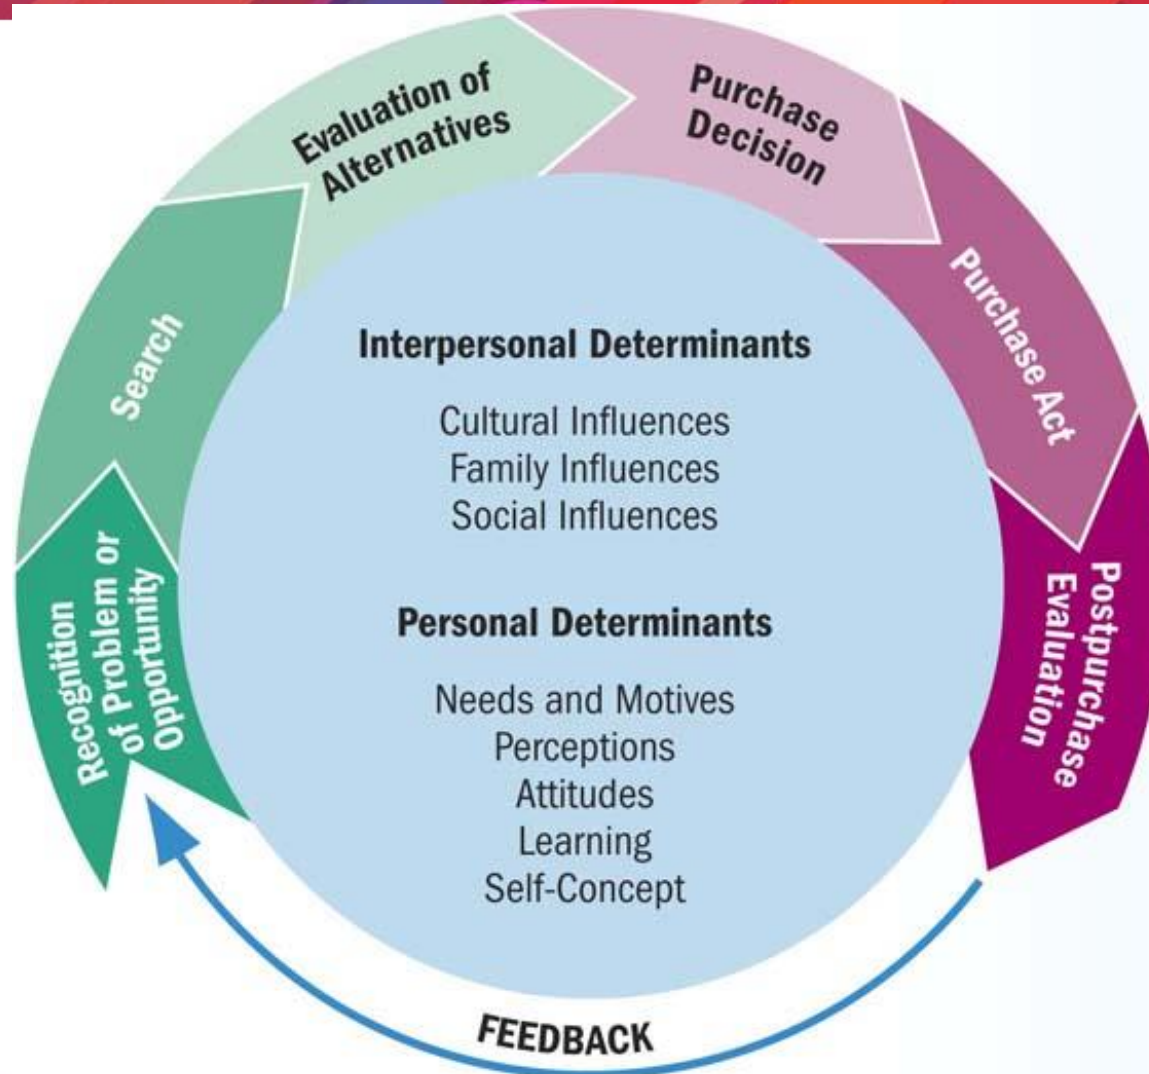 Recognition
of Problem or
Opportunity
Search
Evaluation of
Alternatives
Purchase
Decision
Purchase Act
Postpurchase
Evaluation
Interpersonal Determinants
Cultural Influences
Family Influences
Social Influences
Personal Determinants
Needs and Motives
Perceptions
Attitudes
Learning
Self-Concept
FEEDBACK